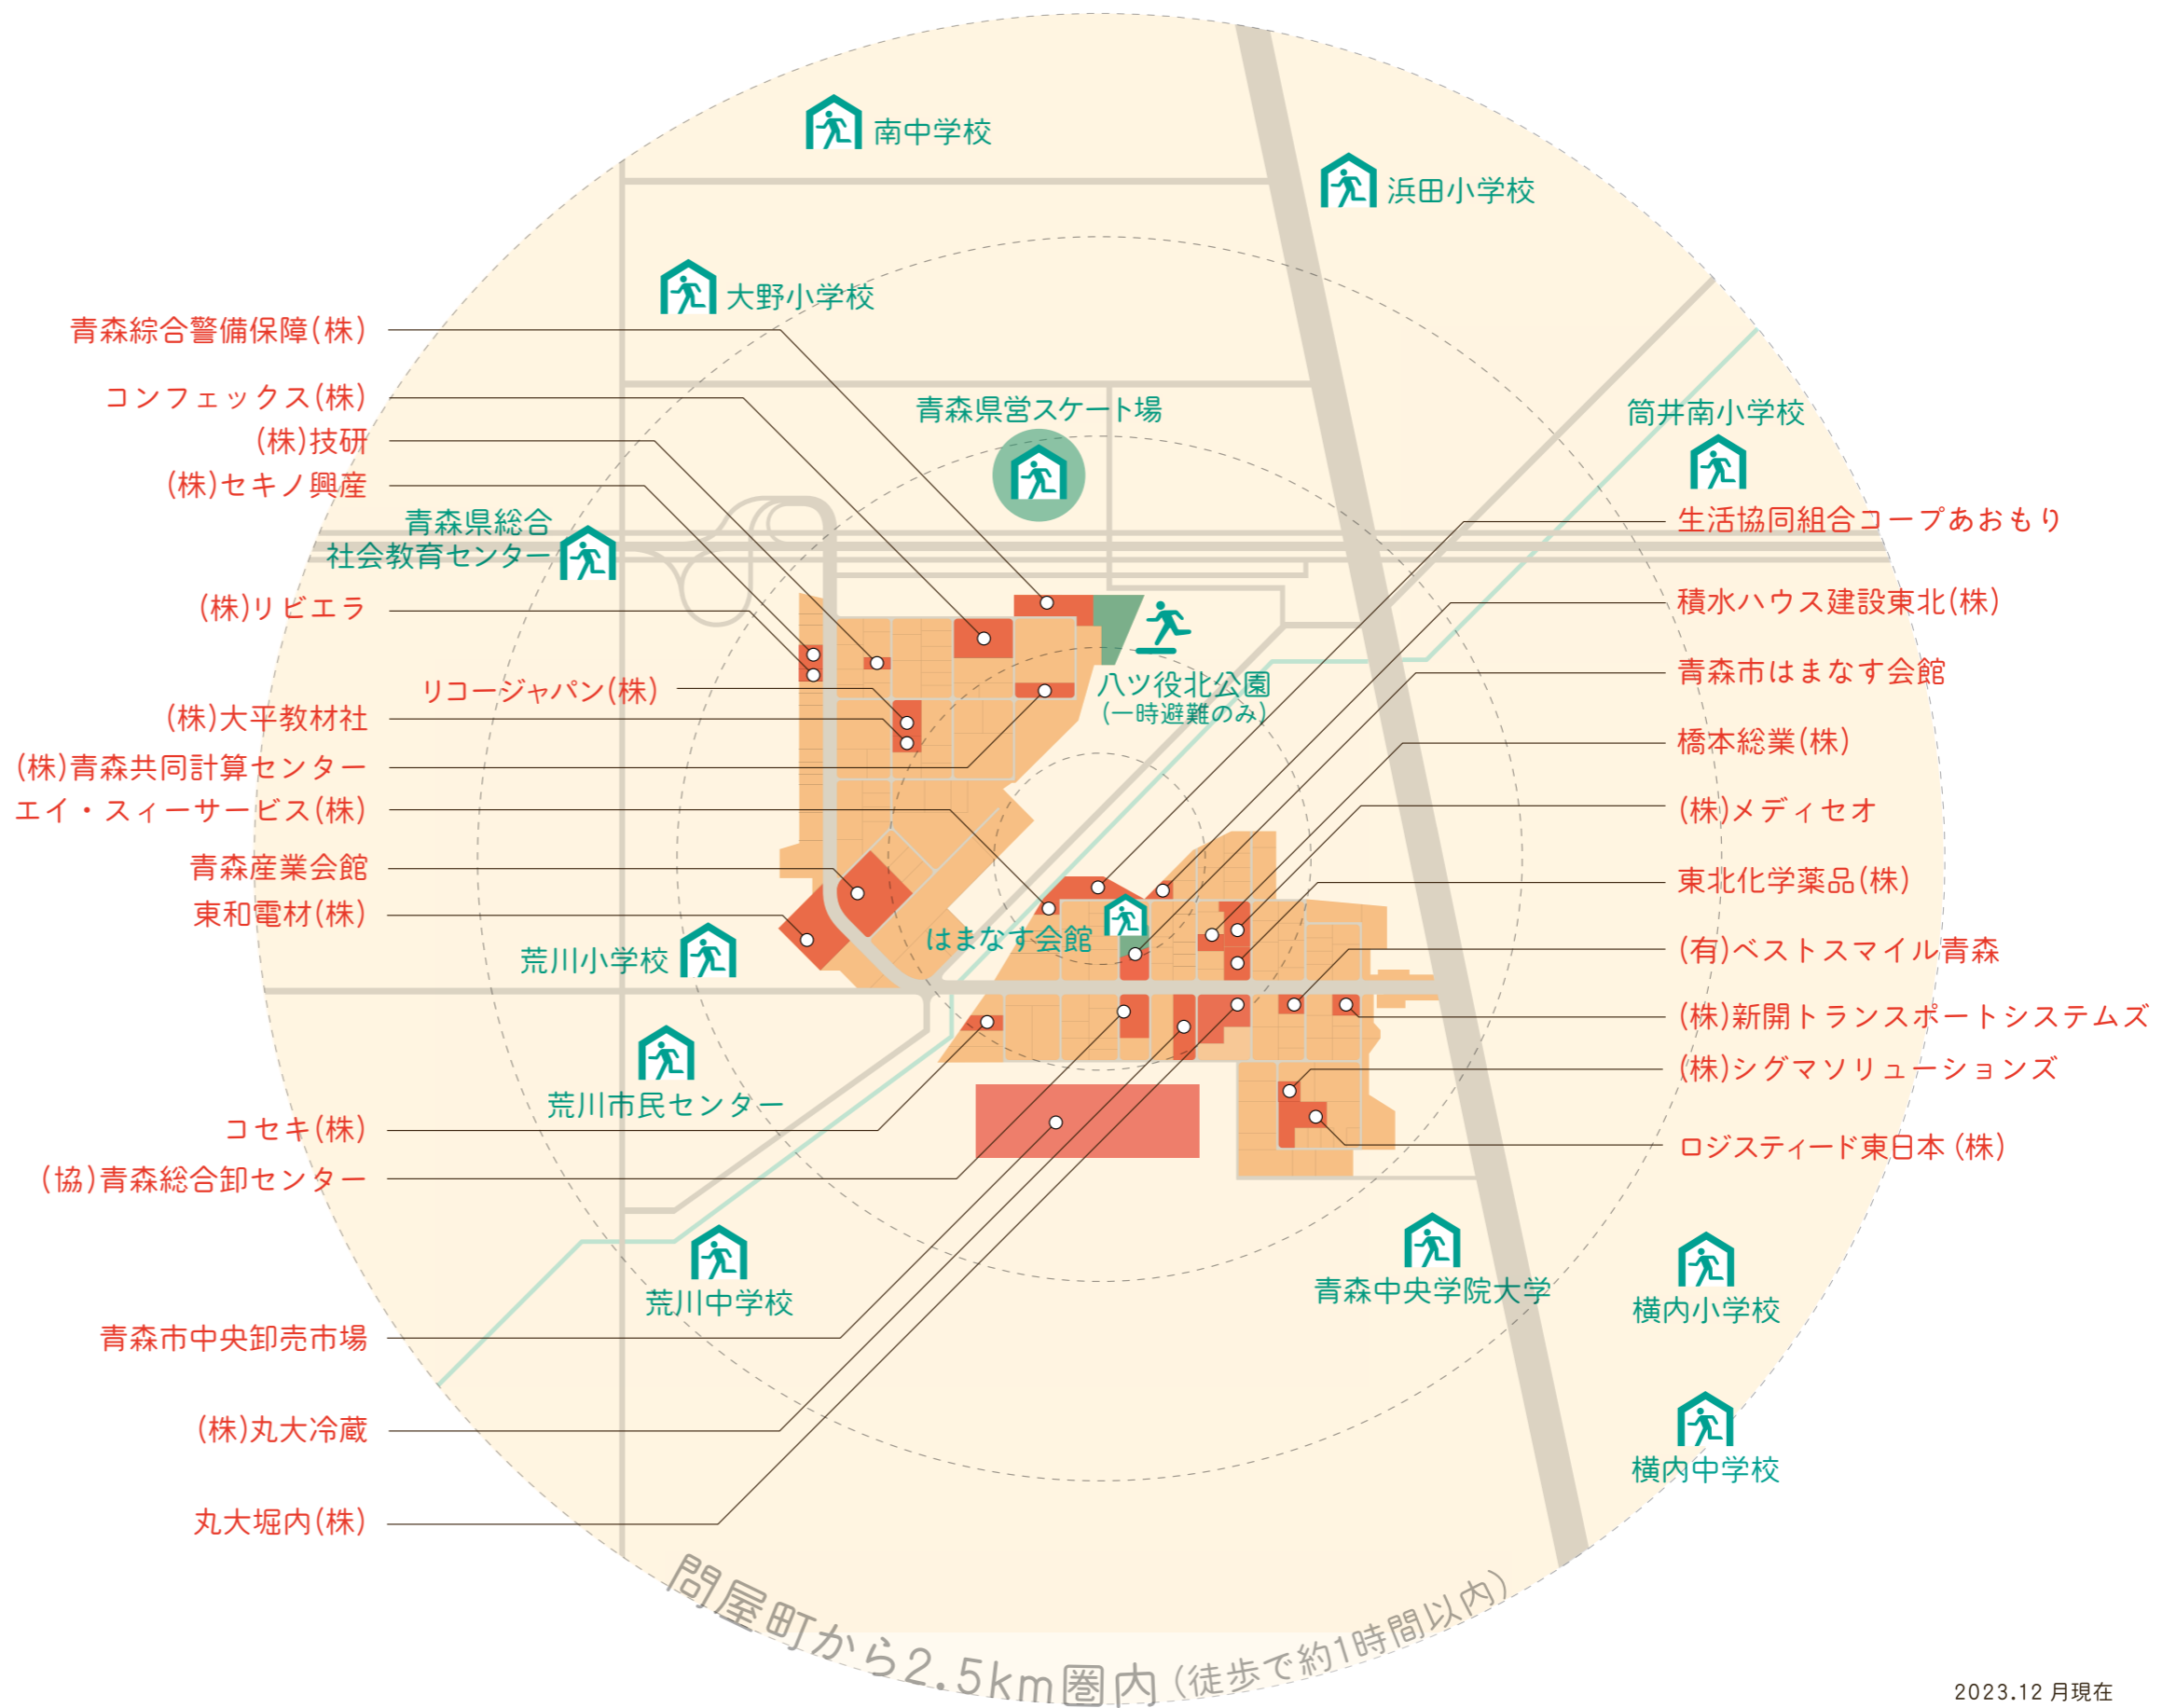 南中学校
浜田小学校
大野小学校
青森綜合警備保障(株)
コンフェックス(株)
(株)技研
(株)セキノ興産
青森県営スケート場
筒井南小学校
青森県総合
社会教育センター
生活協同組合コープあおもり
積水ハウス建設東北(株)
(株)リビエラ
リコージャパン(株)
八ツ役北公園
(一時避難のみ)
青森市はまなす会館
(株)大平教材社
橋本総業(株)
(株)青森共同計算センター
エイ・スィーサービス(株)
(株)メディセオ
青森産業会館
東北化学薬品(株)
東和電材(株)
はまなす会館
荒川小学校
(有)ベストスマイル青森
(株)新開トランスポートシステムズ
(株)シグマソリューションズ
荒川市民センター
コセキ(株)
ロジスティード東日本(株)
(協)青森総合卸センター
荒川中学校
青森中央学院大学
横内小学校
青森市中央卸売市場
(株)丸大冷蔵
横内中学校
丸大堀内(株)
問屋町から2.5km圏内(徒歩で約1時間以内)
2023.12月現在